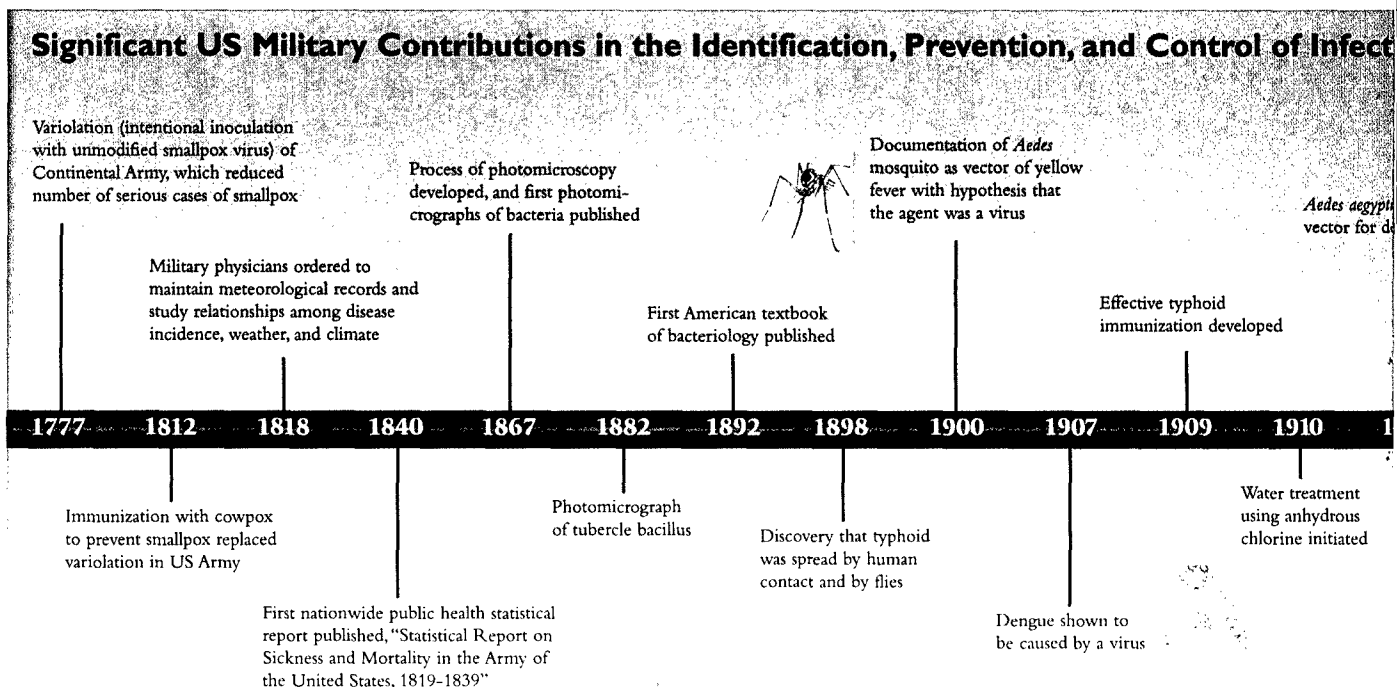 Significant US Military Contributions in the Identification, Prevention, and Control of Infect
Variolation (intentional inoculation
with unmodified smallpox virus) of
Continental Army, which reduced
number of serious cases of smallpox
Military physicians ordered to
maintain meteorological records and
study relationships among disease
incidence, weather, and climate
Process of photomicroscopy
developed, and first photomi-
crographs of bacteria published
First American textbook
of bacteriology published
Documentation of Aedes
mosquito as vector of yellow
fever with hypothesis that
the agent was a virus
Effective typhoid
immunization developed
Aedes aegypti
vector for de
1777 1812 1818 1840 1867 1882 1892 1898 1900 1907 1909 1910 1
Immunization with cowpox
to prevent smallpox replaced
variolation in US Army
First nationwide public health statistical
report published, "Statistical Report on
Sickness and Mortality in the Army of
the United States, 1819-1839"
Photomicrograph
of tubercle bacillus
Discovery that typhoid
was spread by human
contact and by flies
Dengue shown to
be caused by a virus
Water treatment
using anhydrous
chlorine initiated